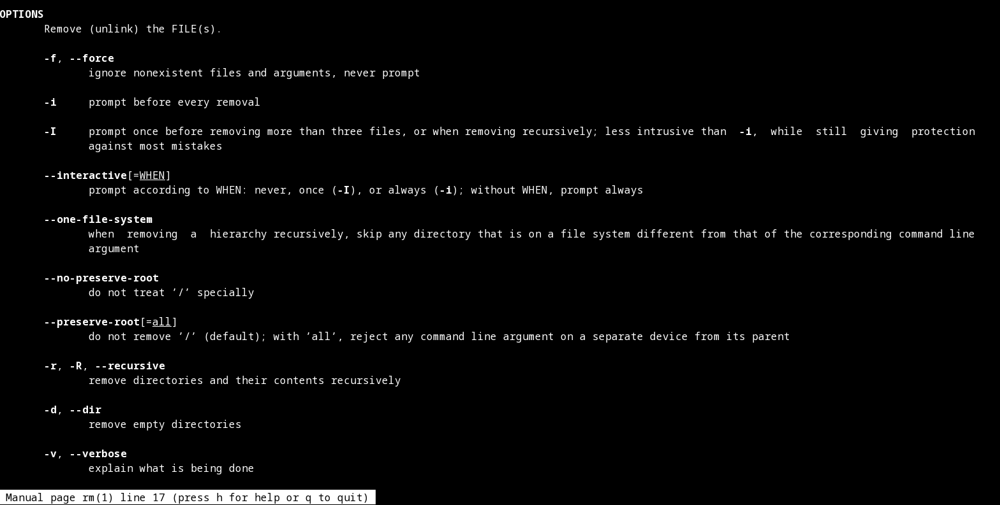 OPTIONS
Remove (unlink) the FILE(s).
-f, --force
ignore nonexistent files and arguments, never prompt
-i     prompt before every removal
-I     prompt once before removing more than three files, or when removing recursively; less intrusive than  -i,  while  still  giving  protection
against most mistakes
--interactive[=WHEN]
prompt according to WHEN: never, once (-I), or always (-i); without WHEN, prompt always
--one-file-system
when  removing  a  hierarchy recursively, skip any directory that is on a file system different from that of the corresponding command line
argument
--no-preserve-root
do not treat ’/’ specially
--preserve-root[=all]
do not remove ’/’ (default); with ’all’, reject any command line argument on a separate device from its parent
-r, -R, --recursive
remove directories and their contents recursively
-d, --dir
remove empty directories
-v, --verbose
explain what is being done
Manual page rm(1) line 17 (press h for help or q to quit)